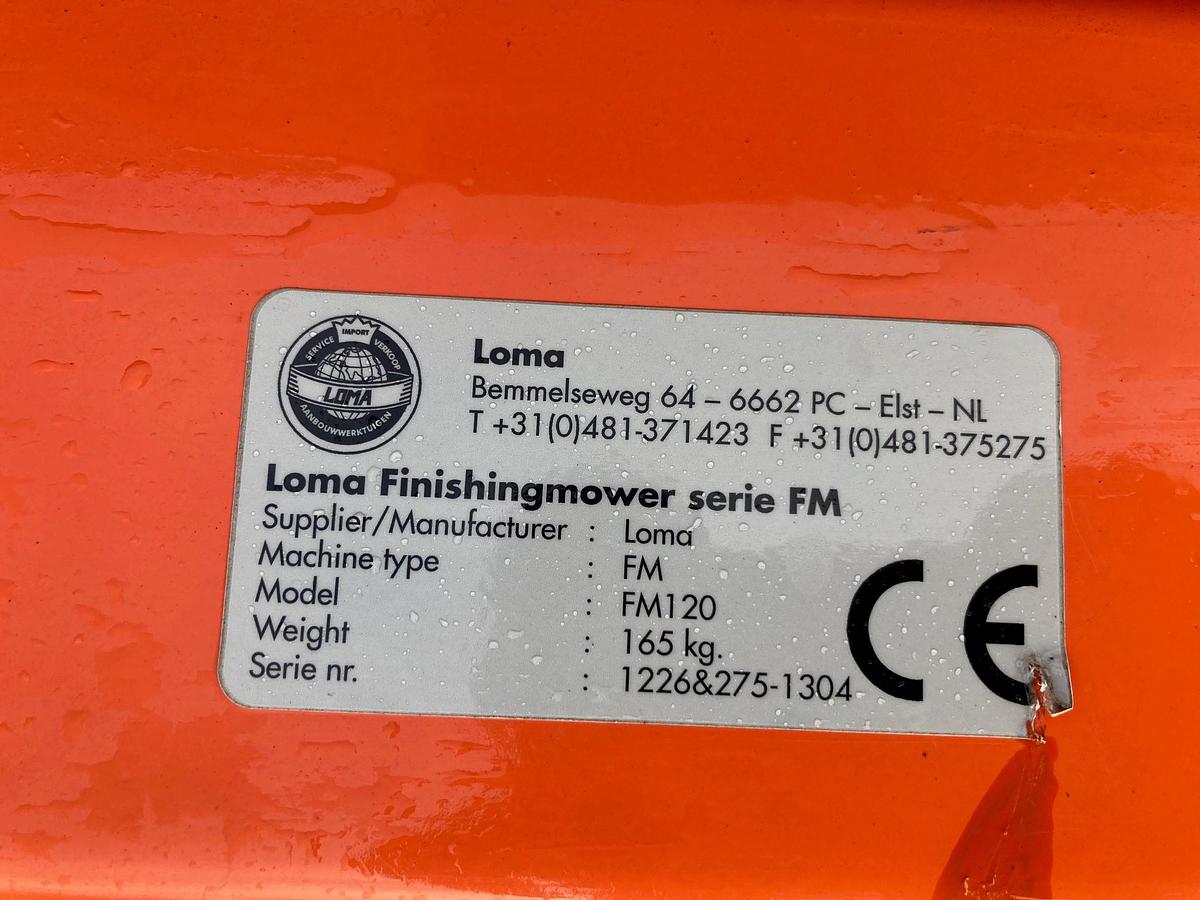 IMPORT
SERVICE VERKOOP
LOMA
AANBOUWWERKTUIGEN
Loma
Bemmelseweg 64 – 6662 PC – Elst – NL
T +31(0)481-371423 F +31(0)481-375275
Loma Finishingmower serie FM
Supplier/Manufacturer : Loma
Machine type : FM
Model : FM120
Weight : 165 kg.
Serie nr. : 1226&275-1304
CE